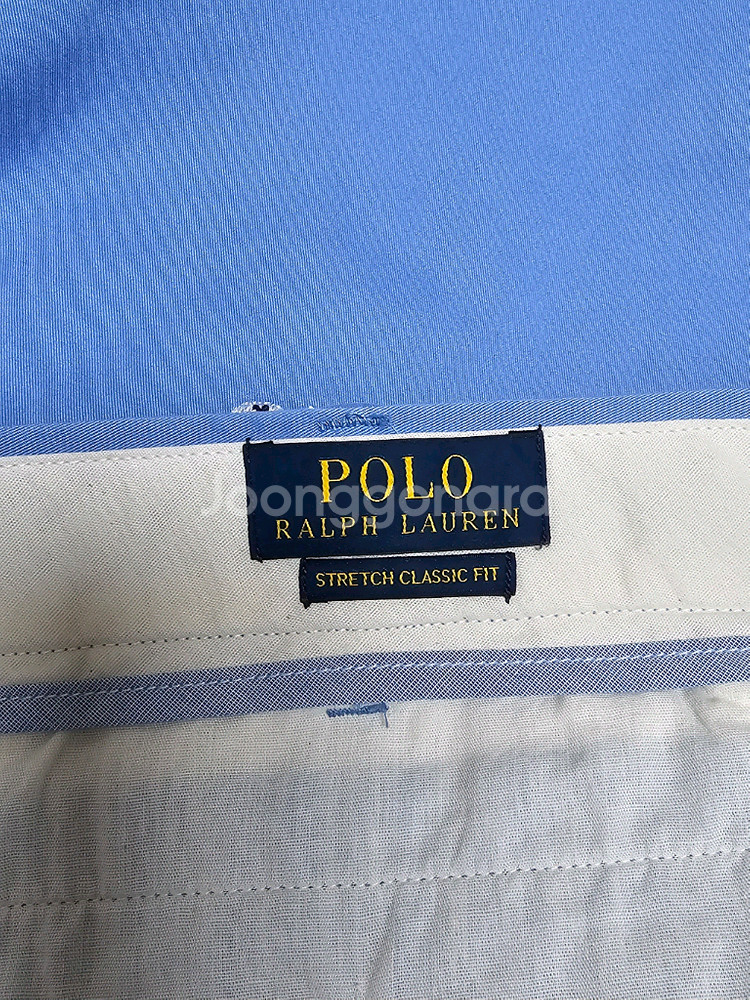 POLO
Joonggonara
RALPH LAUREN
STRETCH CLASSIC FIT